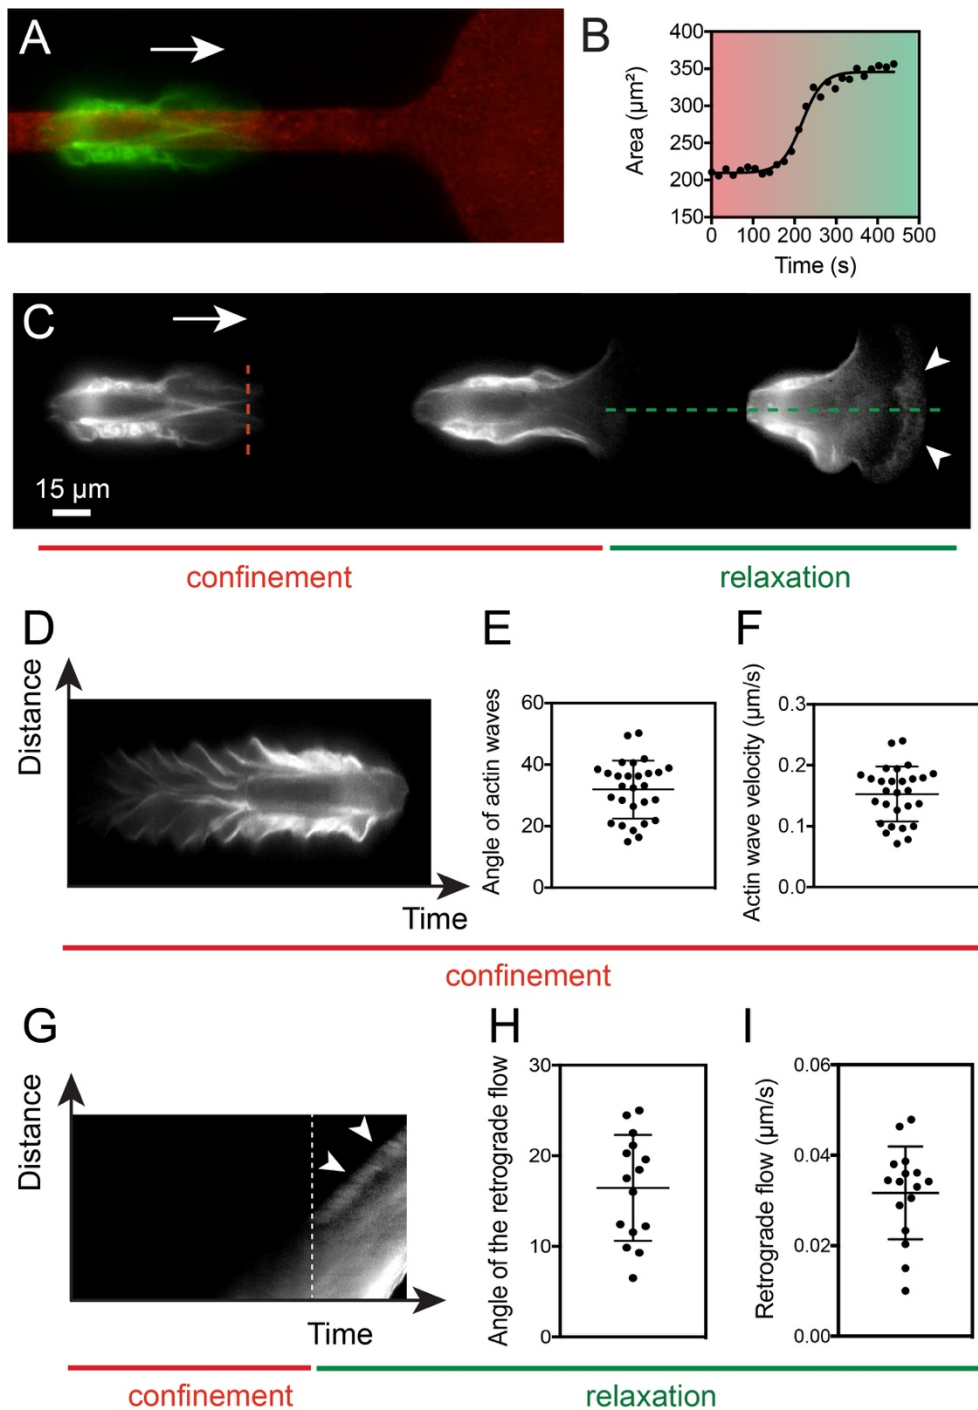 A
B
400
350
300
250
200
150
Area (µm²)
0 100 200 300 400 500
Time (s)
C
15 µm
confinement
relaxation
D
Distance
Time
E
60
40
20
0
Angle of actin waves
F
0.3
0.2
0.1
0.0
Actin wave velocity (µm/s)
confinement
G
Distance
Time
H
30
20
10
0
Angle of the retrograde flow
I
0.06
0.04
0.02
0.00
Retrograde flow (µm/s)
confinement
relaxation